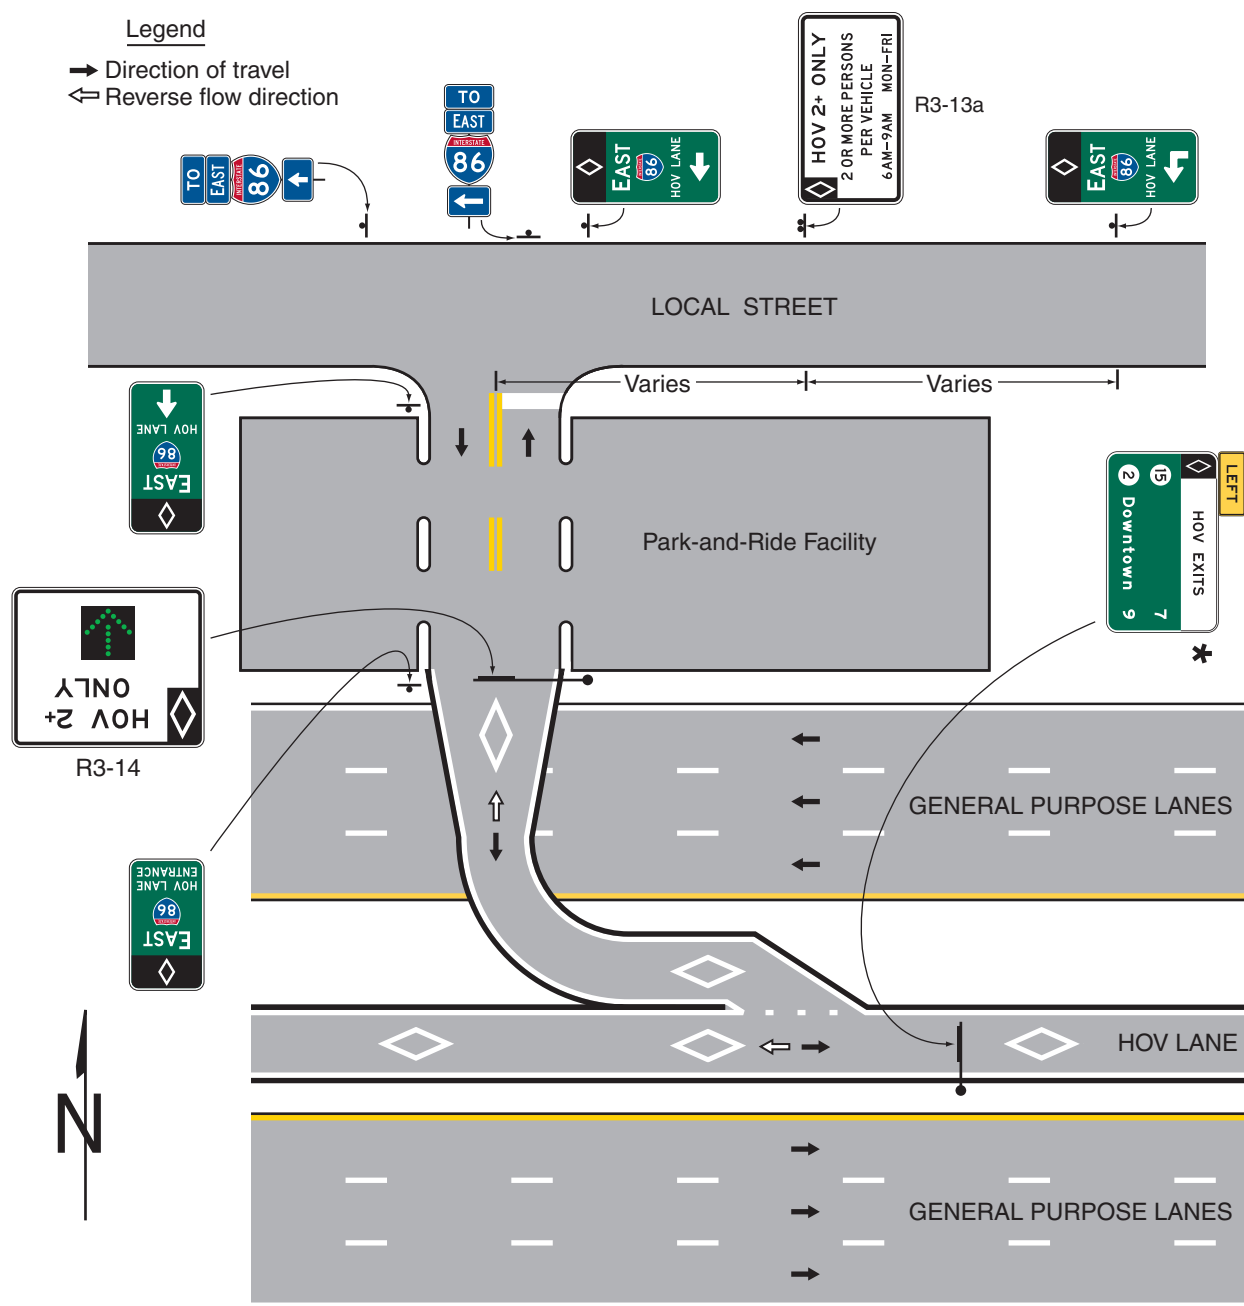 Legend
Direction of travel
Reverse flow direction
TO
EAST
INTERSTATE
86
TO
EAST
INTERSTATE
86
EAST
86
HOV LANE
HOV 2+ ONLY
2 OR MORE PERSONS
PER VEHICLE
6AM–9AM MON–FRI
R3-13a
EAST
86
HOV LANE
LOCAL STREET
Varies
Varies
EAST
86
HOV LANE
LEFT
HOV EXITS
15 7
2 Downtown 9
*
Park-and-Ride Facility
HOV 2+
ONLY
R3-14
GENERAL PURPOSE LANES
EAST
86
HOV LANE
ENTRANCE
HOV LANE
N
GENERAL PURPOSE LANES